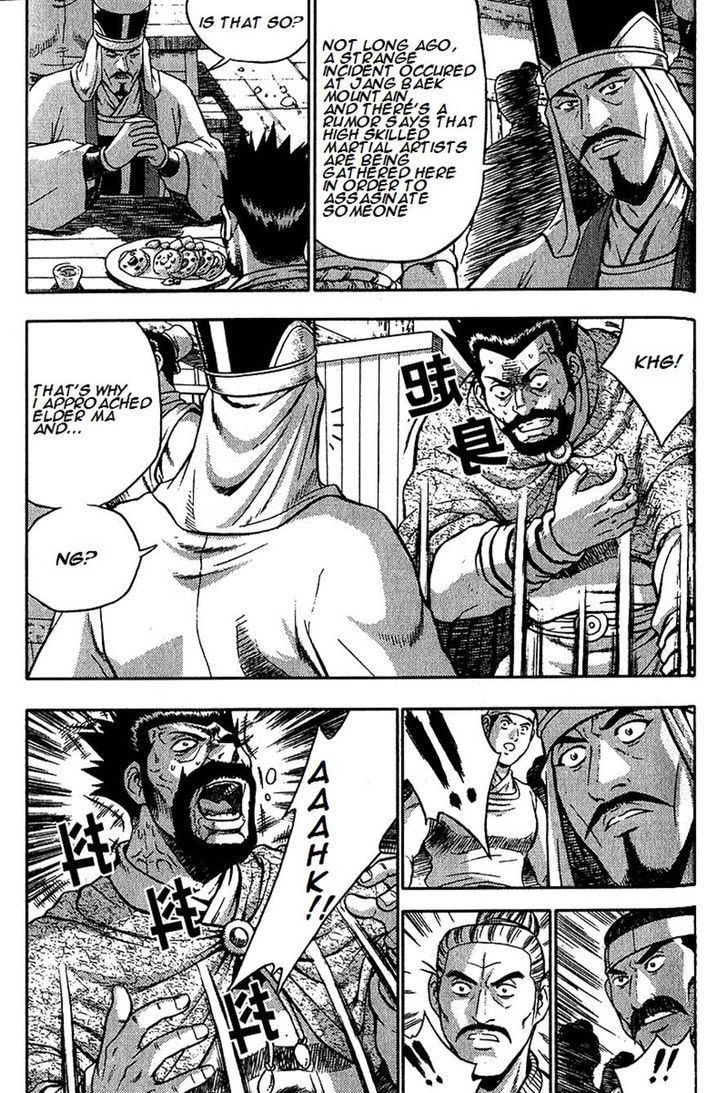 NOT LONG AGO,
A STRANGE
INCIDENT OCCURED
AT JANG BAEK
MOUNTAIN,
AND THERE'S A
RUMOR SAYS THAT
HIGH SKILLED
MARTIAL ARTISTS
ARE BEING
GATHERED HERE
IN ORDER TO
ASSASINATE
SOMEONE
IS THAT SO?
KHG!
THAT'S WHY
I APPROACHED
ELDER MA
AND...
NG?
!!
AAAHK!!
!!
!!